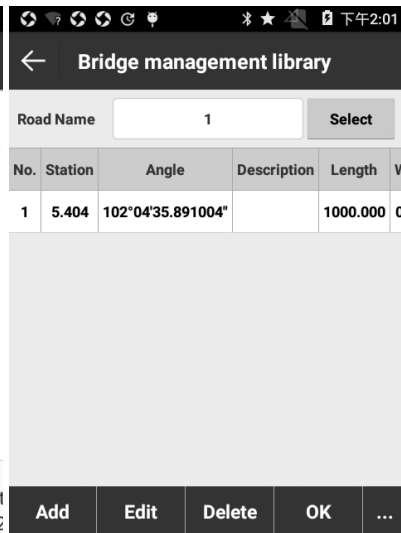 下午2:01
Bridge management library
Road Name 1 Select
No. Station Angle Description Length
1 5.404 102°04'35.891004" 1000.000
Add Edit Delete OK ...